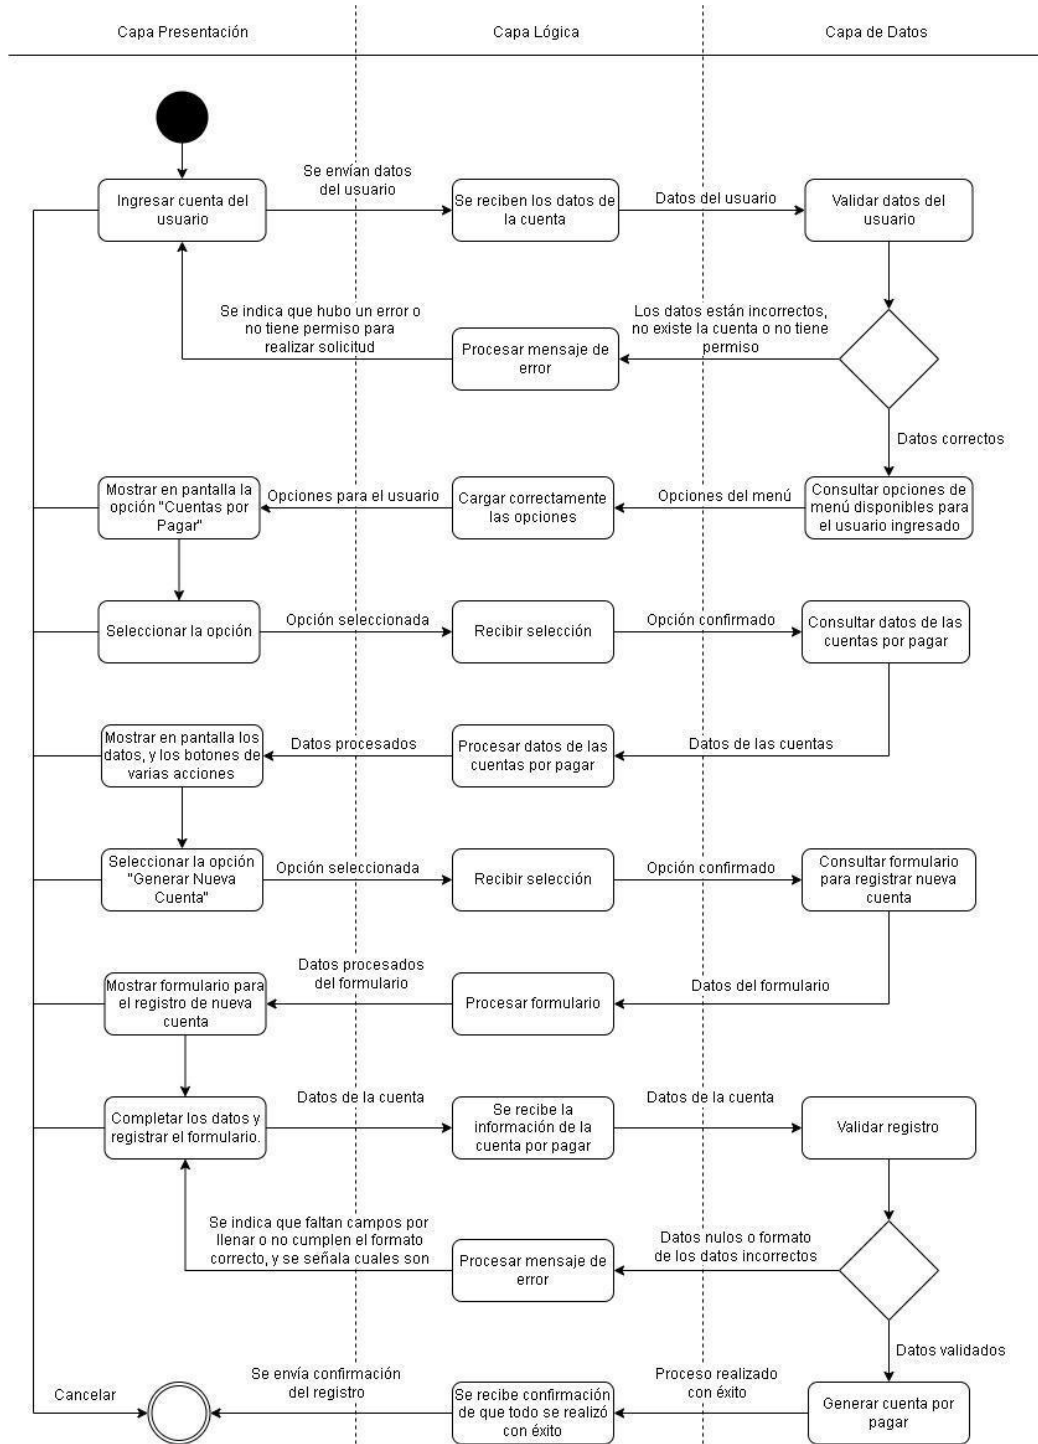 Capa Presentación
Capa Lógica
Capa de Datos
Se envían datos
del usuario
Ingresar cuenta del
usuario
Se reciben los datos de
la cuenta
Datos del usuario
Validar datos del
usuario
Se indica que hubo un error o
no tiene permiso para
realizar solicitud
Procesar mensaje de
error
Los datos están incorrectos,
no existe la cuenta o no tiene
permiso
Datos correctos
Mostrar en pantalla la
opción "Cuentas por
Pagar"
Opciones para el usuario
Cargar correctamente
las opciones
Opciones del menú
Consultar opciones de
menú disponibles para
el usuario ingresado
Seleccionar la opción
Opción seleccionada
Recibir selección
Opción confirmado
Consultar datos de las
cuentas por pagar
Mostrar en pantalla los
datos, y los botones de
varias acciones
Datos procesados
Procesar datos de las
cuentas por pagar
Datos de las cuentas
Seleccionar la opción
"Generar Nueva
Cuenta"
Opción seleccionada
Recibir selección
Opción confirmado
Consultar formulario
para registrar nueva
cuenta
Mostrar formulario para
el registro de nueva
cuenta
Datos procesados
del formulario
Procesar formulario
Datos del formulario
Completar los datos y
registrar el formulario.
Datos de la cuenta
Se recibe la
información de la
cuenta por pagar
Datos de la cuenta
Validar registro
Se indica que faltan campos por
llenar o no cumplen el formato
correcto, y se señala cuales son
Procesar mensaje de
error
Datos nulos o formato
de los datos incorrectos
Datos validados
Cancelar
Se envía confirmación
del registro
Se recibe confirmación
de que todo se realizó
con éxito
Proceso realizado
con éxito
Generar cuenta por
pagar